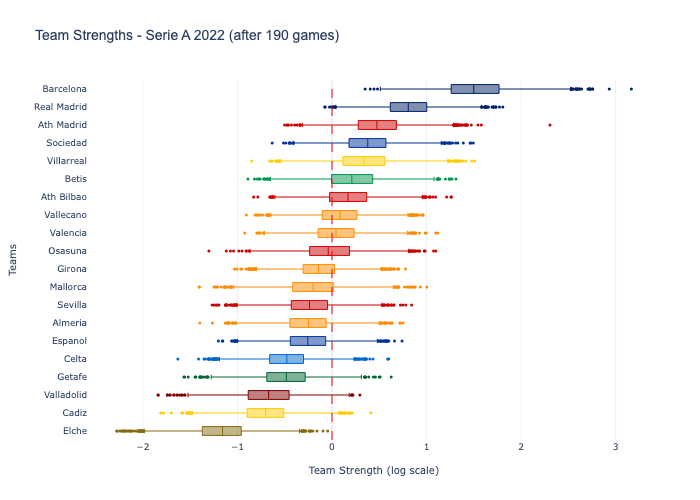 Team Strengths - Serie A 2022 (after 190 games)
Barcelona
Real Madrid
Ath Madrid
Sociedad
Villarreal
Betis
Ath Bilbao
Vallecano
Valencia
Osasuna
Girona
Mallorca
Sevilla
Almeria
Espanol
Celta
Getafe
Valladolid
Cadiz
Elche
Teams
−2 −1 0 1 2 3
Team Strength (log scale)